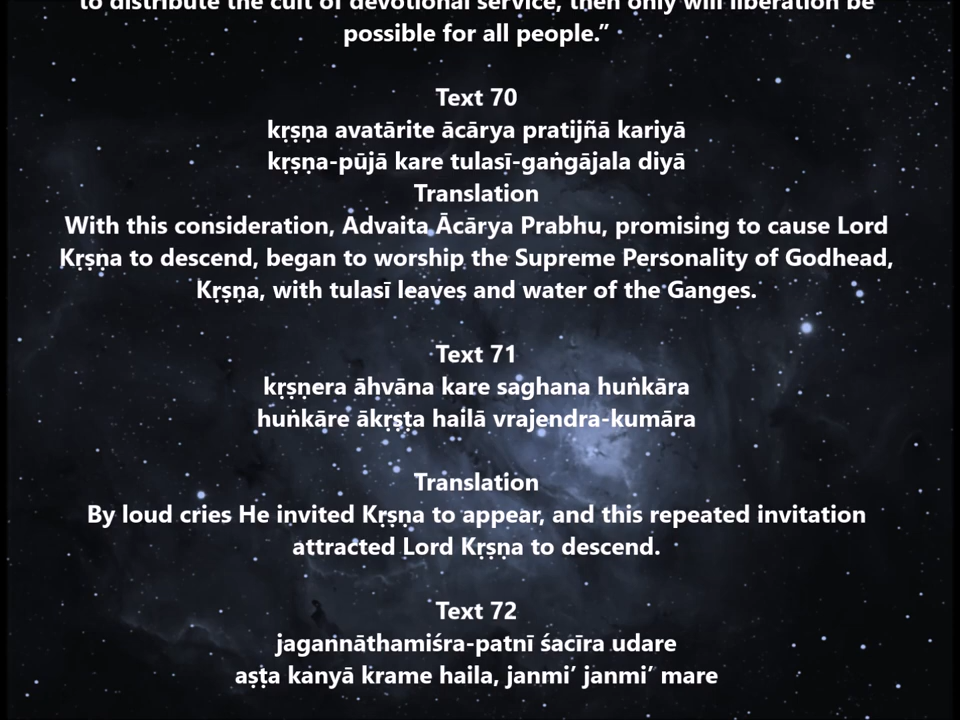 to distribute the cult of devotional service, then only will liberation be
possible for all people.”
Text 70
kṛṣṇa avatārite ācārya pratijñā kariyā
kṛṣṇa-pūjā kare tulasī-gaṅgājala diyā
Translation
With this consideration, Advaita Ācārya Prabhu, promising to cause Lord
Kṛṣṇa to descend, began to worship the Supreme Personality of Godhead,
Kṛṣṇa, with tulasī leaves and water of the Ganges.
Text 71
kṛṣṇera āhvāna kare saghana huṅkāra
huṅkāre ākṛṣṭa hailā vrajendra-kumāra
Translation
By loud cries He invited Kṛṣṇa to appear, and this repeated invitation
attracted Lord Kṛṣṇa to descend.
Text 72
jagannāthamiśra-patnī śacīra udare
aṣṭa kanyā krame haila, janmi’ janmi’ mare